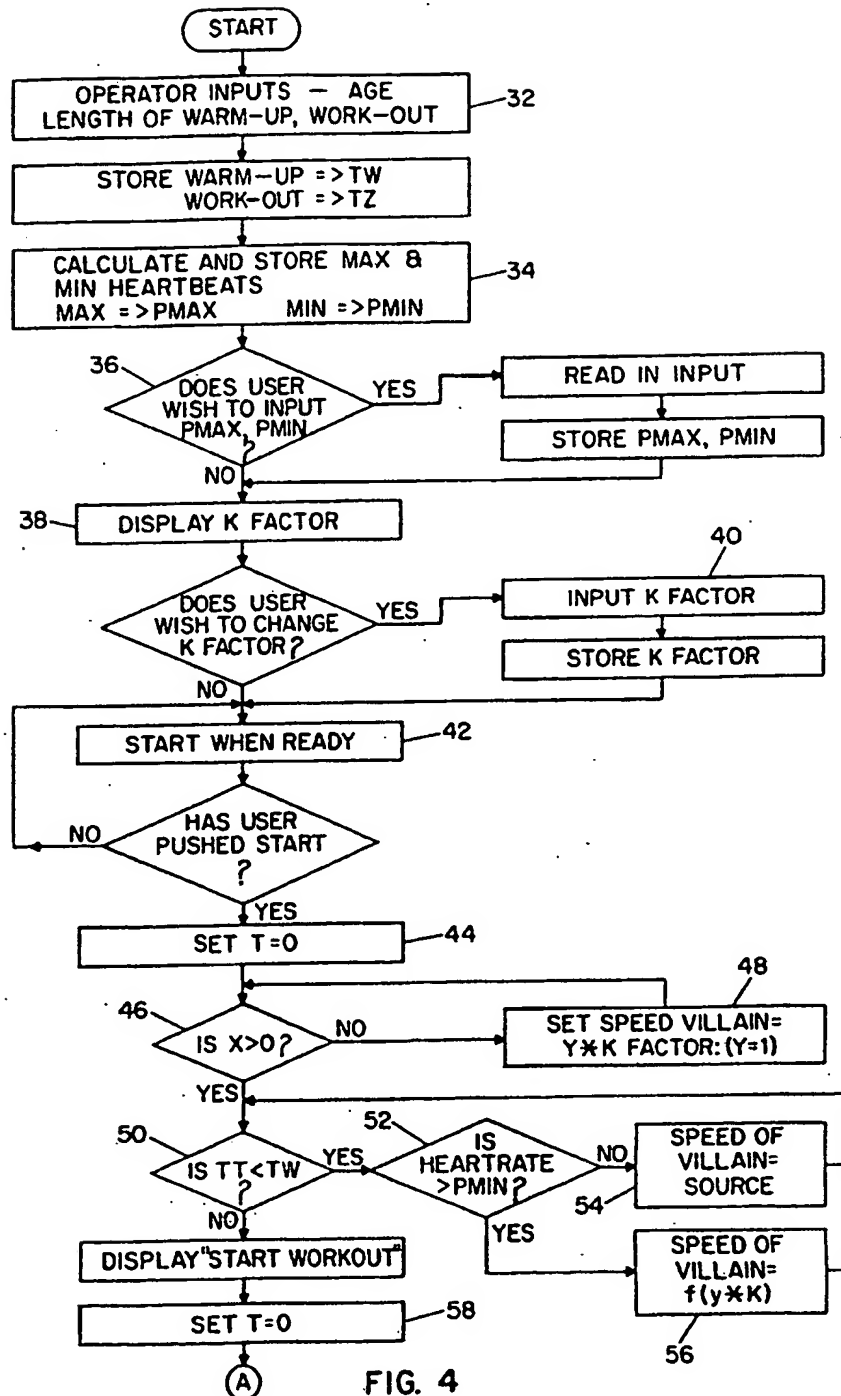 START
OPERATOR INPUTS — AGE
LENGTH OF WARM-UP, WORK-OUT
32
STORE WARM-UP =>TW
WORK-OUT =>TZ
CALCULATE AND STORE MAX &
MIN HEARTBEATS
MAX =>PMAX MIN =>PMIN
34
36
DOES USER
WISH TO INPUT
PMAX, PMIN
?
YES
READ IN INPUT
STORE PMAX, PMIN
NO
38
DISPLAY K FACTOR
DOES USER
WISH TO CHANGE
K FACTOR?
YES
40
INPUT K FACTOR
STORE K FACTOR
NO
START WHEN READY
42
HAS USER
PUSHED START
?
NO
YES
SET T=0
44
46
IS X>0?
NO
48
SET SPEED VILLAIN=
Y*K FACTOR:(Y=1)
YES
50
IS TT<TW
?
YES
52
IS
HEARTRATE
>PMIN?
NO
54
SPEED OF
VILLAIN=
SOURCE
YES
SPEED OF
VILLAIN=
f(y*K)
56
NO
DISPLAY "START WORKOUT"
SET T=0
58
A
FIG. 4